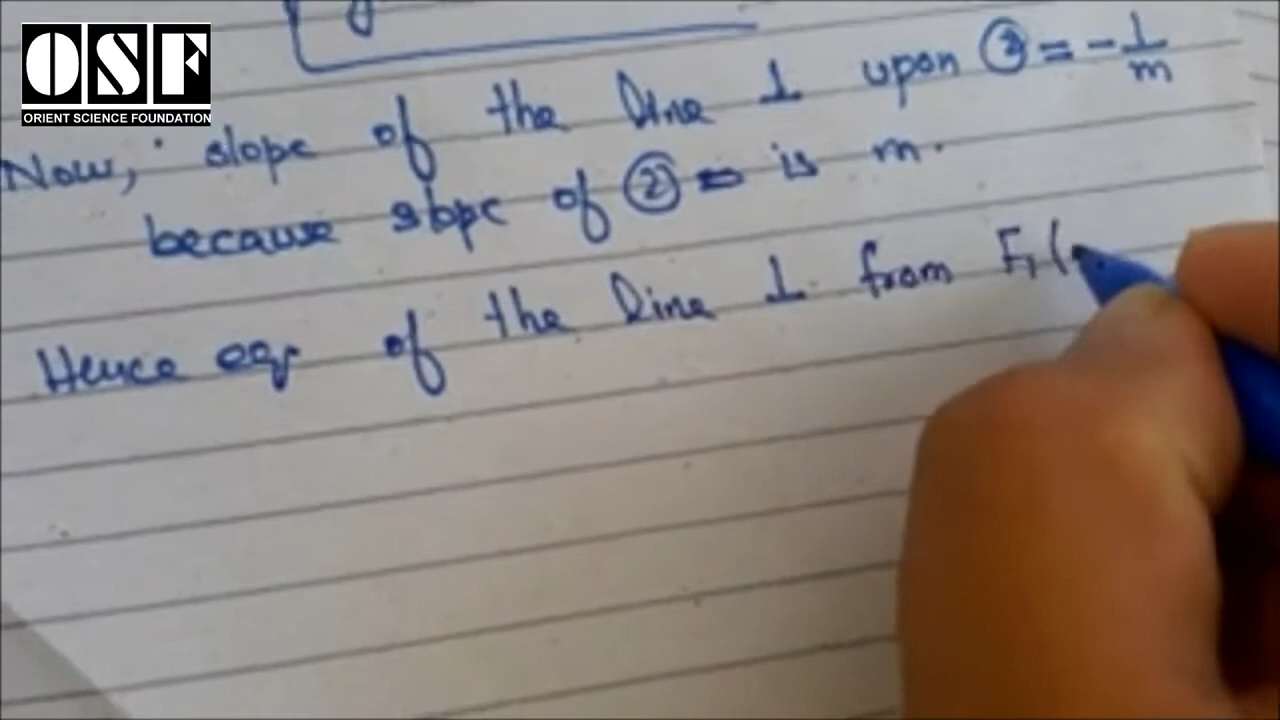 OSF
ORIENT SCIENCE FOUNDATION
Now, slope of the line ⊥ upon ② = -1/m
because slope of ② is m.
Hence eqn of the line ⊥ from F₁(